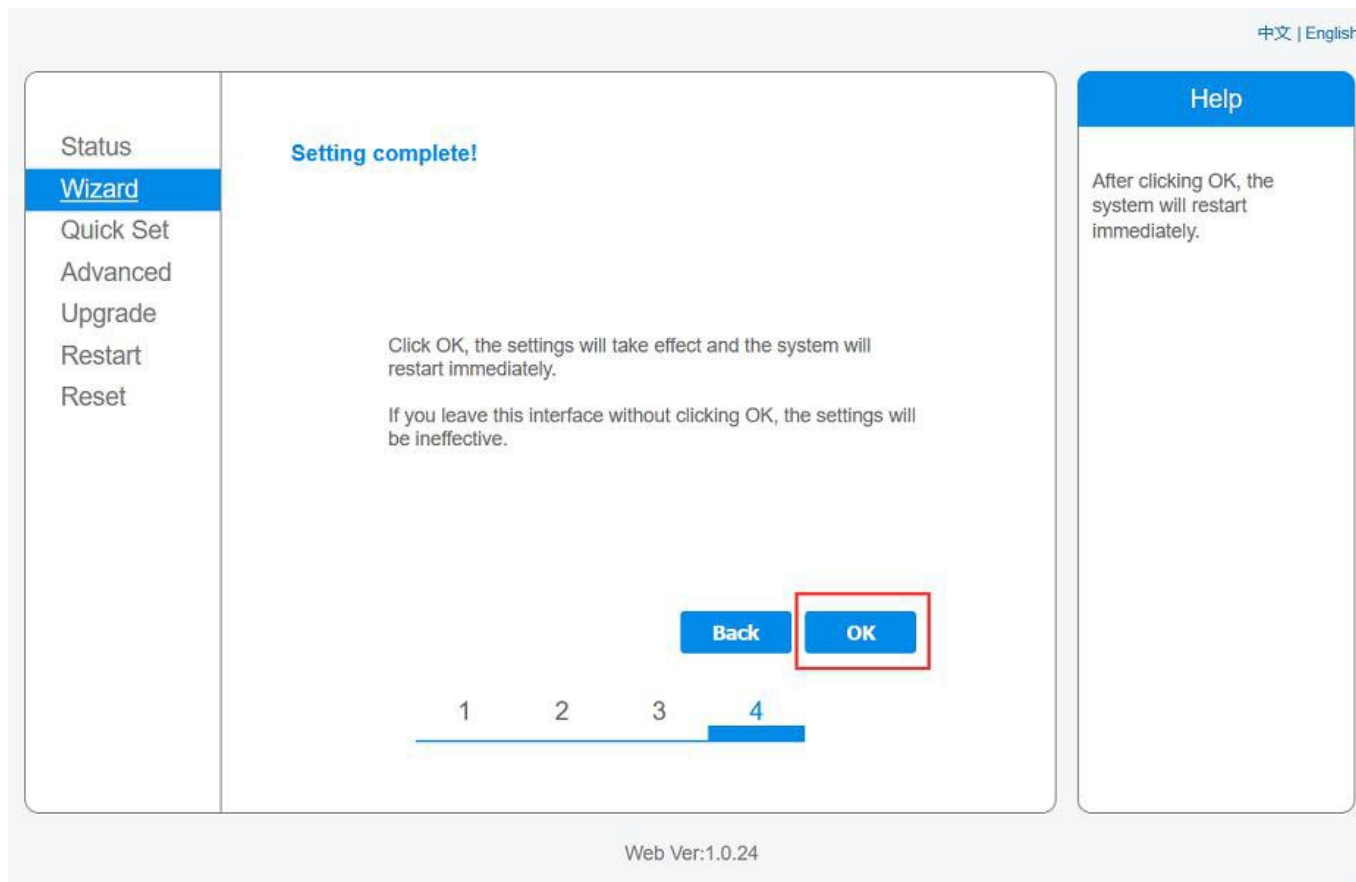 中文 | English
Status
Wizard
Quick Set
Advanced
Upgrade
Restart
Reset
Setting complete!
Click OK, the settings will take effect and the system will
restart immediately.
If you leave this interface without clicking OK, the settings will
be ineffective.
Back
OK
1 2 3 4
Help
After clicking OK, the
system will restart
immediately.
Web Ver:1.0.24